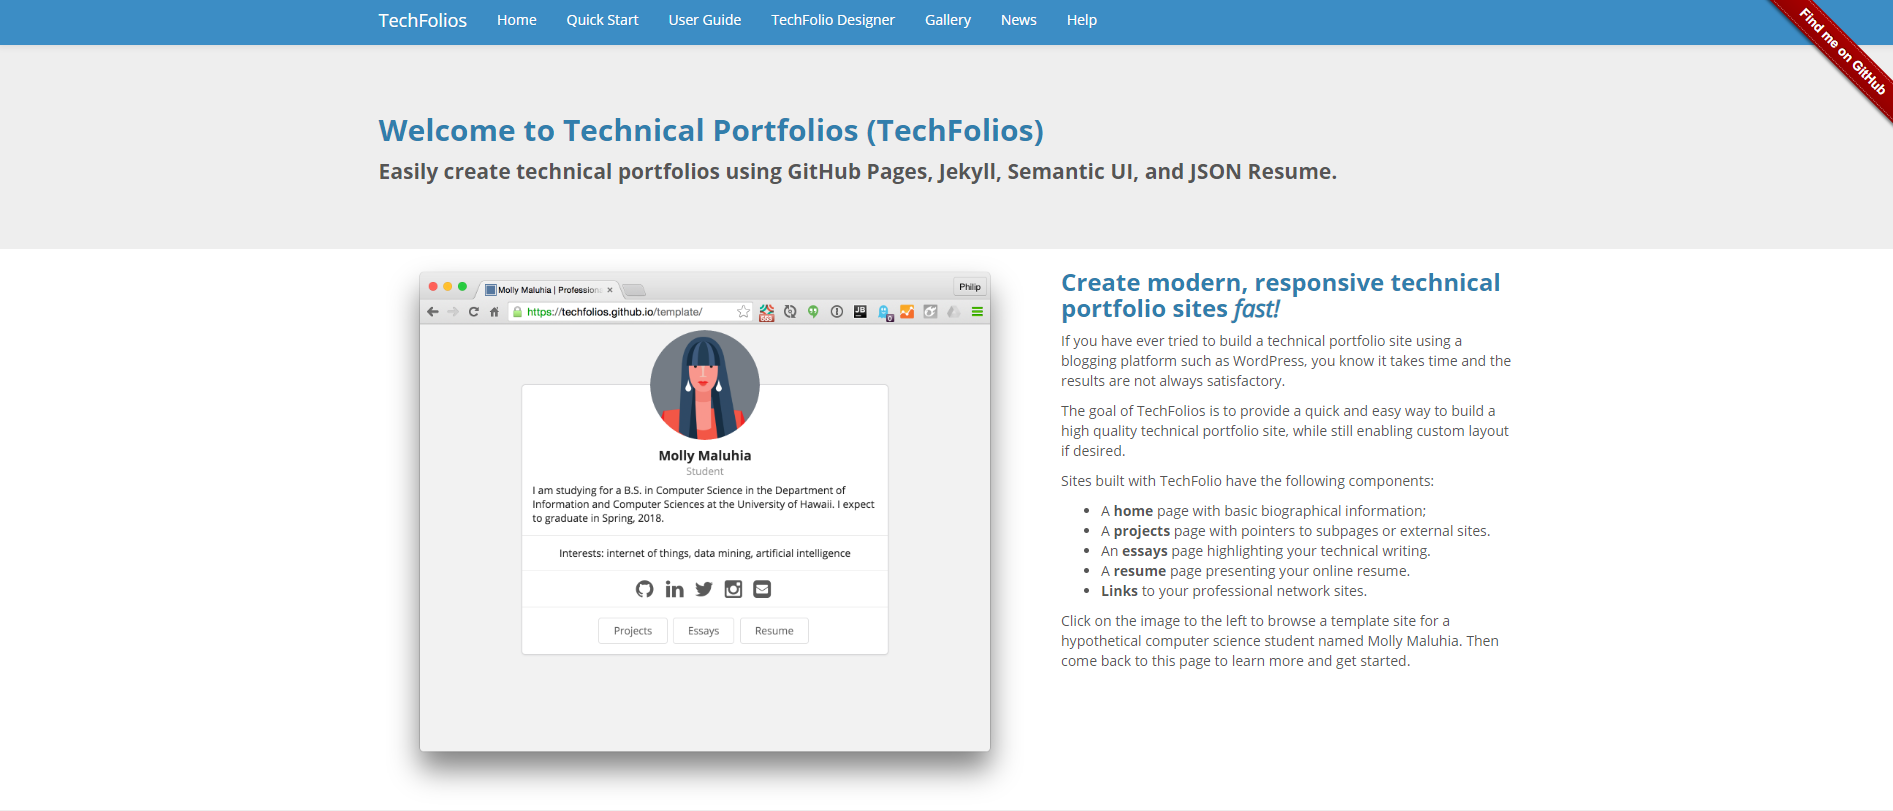 TechFolios Home Quick Start User Guide TechFolio Designer Gallery News Help
Find me on GitHub
Welcome to Technical Portfolios (TechFolios)
Easily create technical portfolios using GitHub Pages, Jekyll, Semantic UI, and JSON Resume.
Molly Maluhia | Professiona
Philip
https://techfolios.github.io/template/
555
JB
0
Molly Maluhia
Student
I am studying for a B.S. in Computer Science in the Department of
Information and Computer Sciences at the University of Hawaii. I expect
to graduate in Spring, 2018.
Interests: internet of things, data mining, artificial intelligence
Projects Essays Resume
Create modern, responsive technical
portfolio sites fast!
If you have ever tried to build a technical portfolio site using a
blogging platform such as WordPress, you know it takes time and the
results are not always satisfactory.
The goal of TechFolios is to provide a quick and easy way to build a
high quality technical portfolio site, while still enabling custom layout
if desired.
Sites built with TechFolio have the following components:
• A home page with basic biographical information;
• A projects page with pointers to subpages or external sites.
• An essays page highlighting your technical writing.
• A resume page presenting your online resume.
• Links to your professional network sites.
Click on the image to the left to browse a template site for a
hypothetical computer science student named Molly Maluhia. Then
come back to this page to learn more and get started.